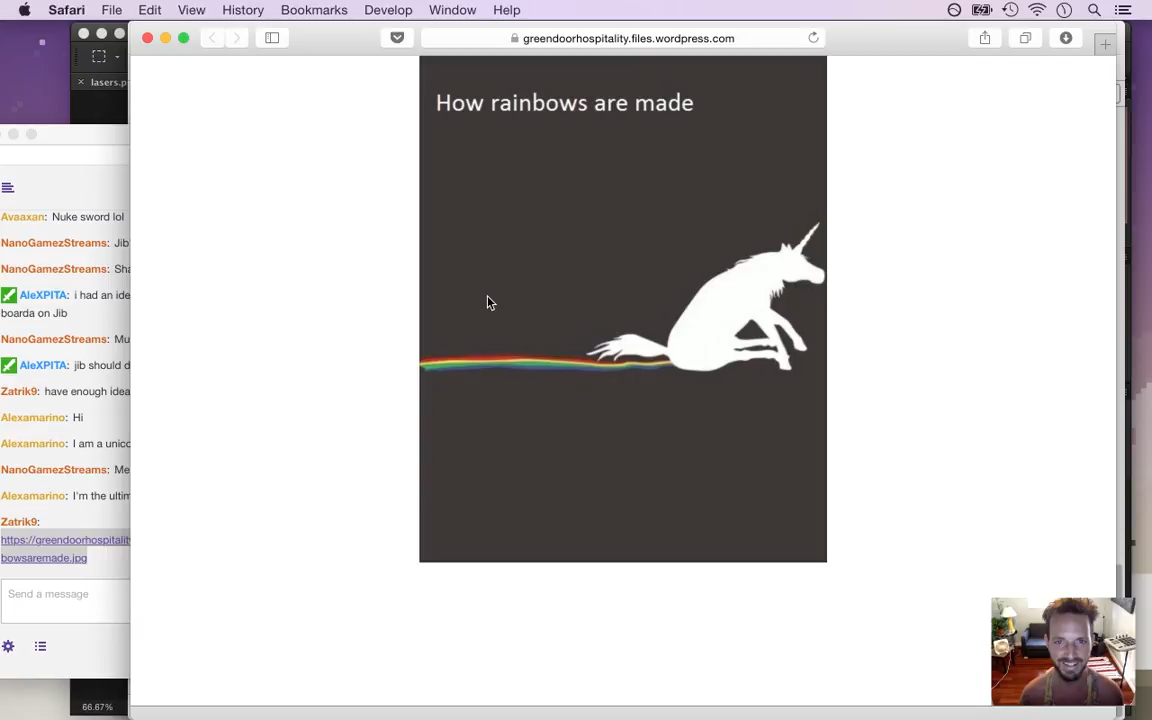 Safari File Edit View History Bookmarks Develop Window Help
greendoorhospitality.files.wordpress.com
lasers.p
How rainbows are made
Avaaxan: Nuke sword lol
NanoGamezStreams: Jib
NanoGamezStreams: Sha
AleXPITA: i had an ide
boarda on Jib
NanoGamezStreams: Mu
AleXPITA: jib should d
Zatrik9: have enough idea
Alexamarino: Hi
Alexamarino: I am a unico
NanoGamezStreams: Me
Alexamarino: I'm the ultim
Zatrik9:
https://greendoorhospitality
bowsaremade.jpg
Send a message
66.67%